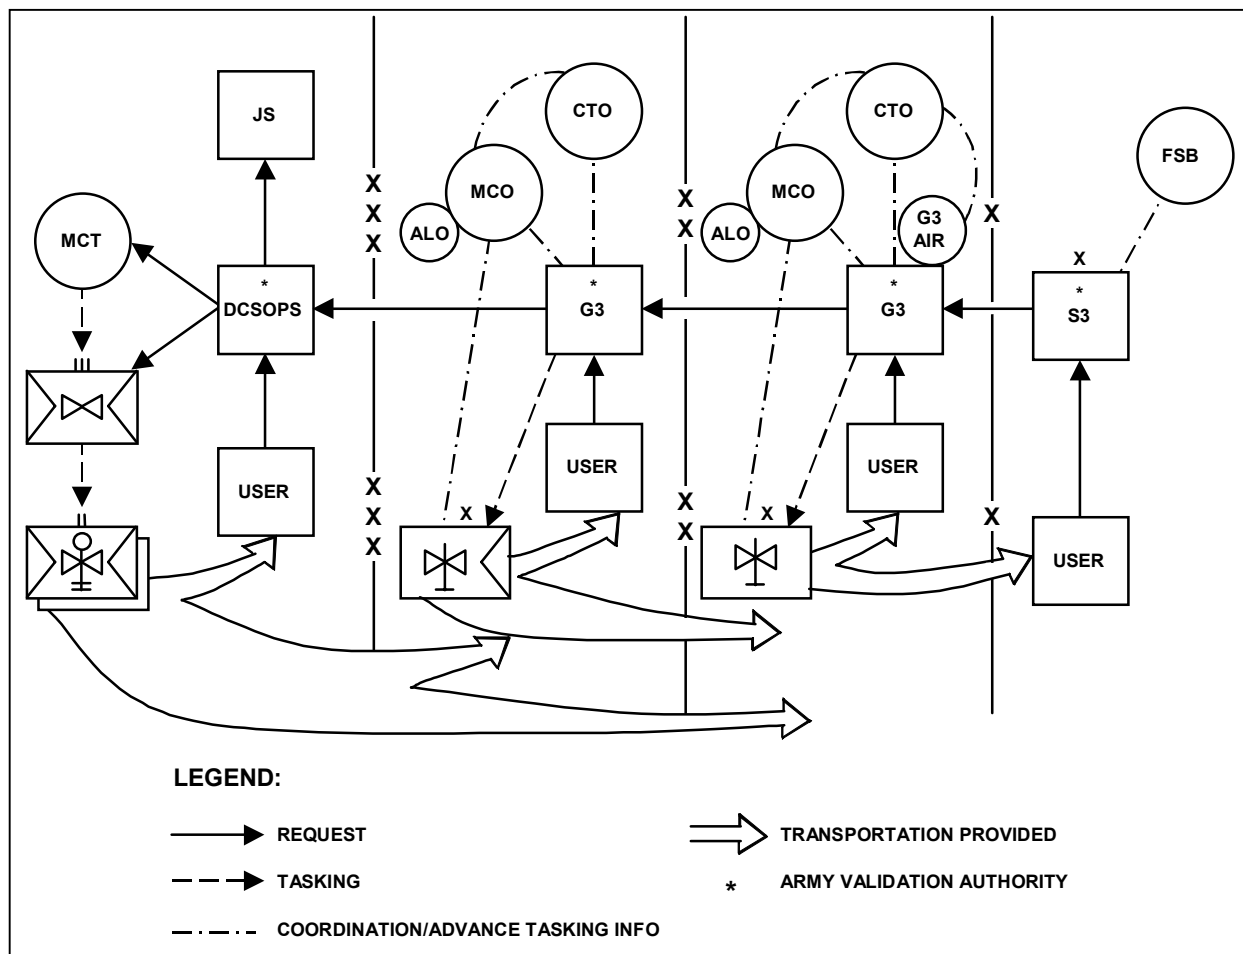 JS
CTO
CTO
FSB
MCO
MCO
MCT
ALO
ALO
G3
AIR
X
X
X
X
X
X
X
*
DCSOPS
*
G3
*
G3
*
S3
USER
USER
USER
USER
X
X
X
X
X
X
X
X
LEGEND:
REQUEST
TRANSPORTATION PROVIDED
TASKING
* ARMY VALIDATION AUTHORITY
COORDINATION/ADVANCE TASKING INFO